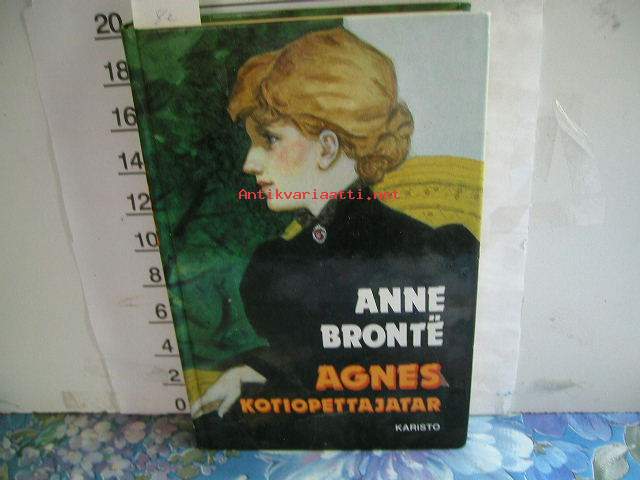 20
18
16
14
12
10
8
6
4
2
0
Antikvariaatti.net
ANNE
BRONTË
AGNES
KOTIOPETTAJATAR
KARISTO